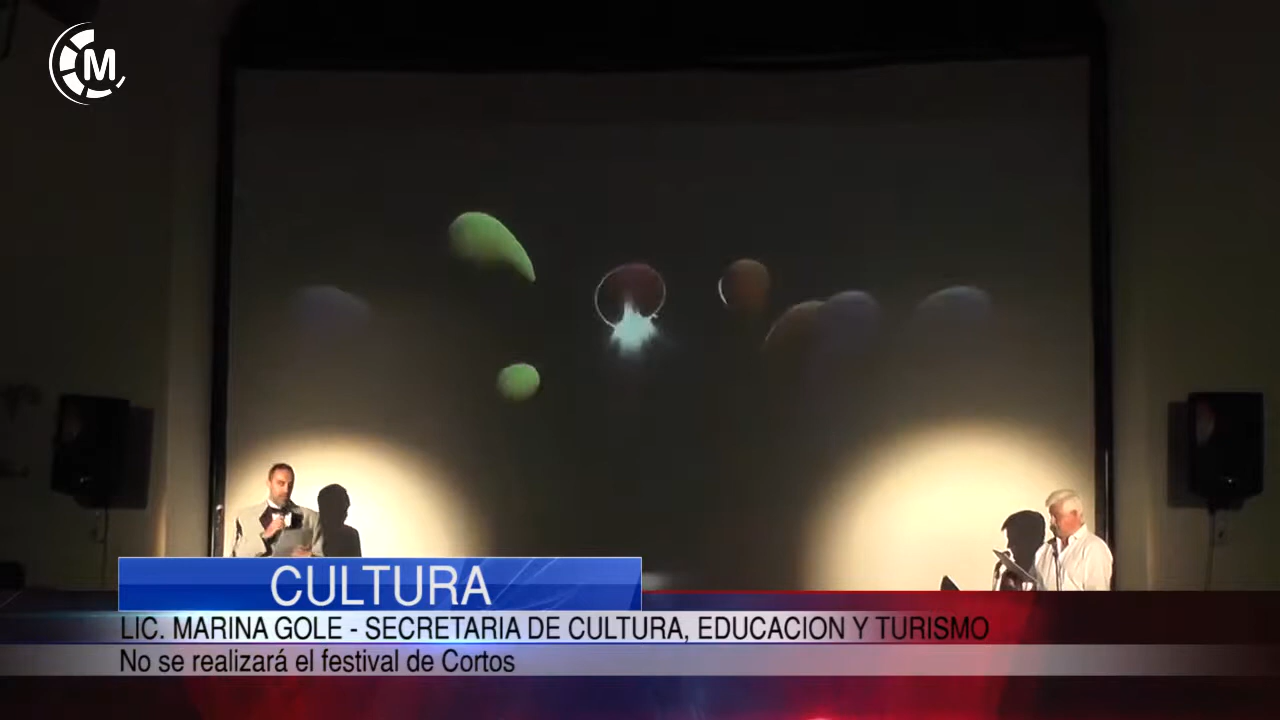 M
CULTURA
LIC. MARINA GOLE - SECRETARIA DE CULTURA, EDUCACION Y TURISMO
No se realizará el festival de Cortos